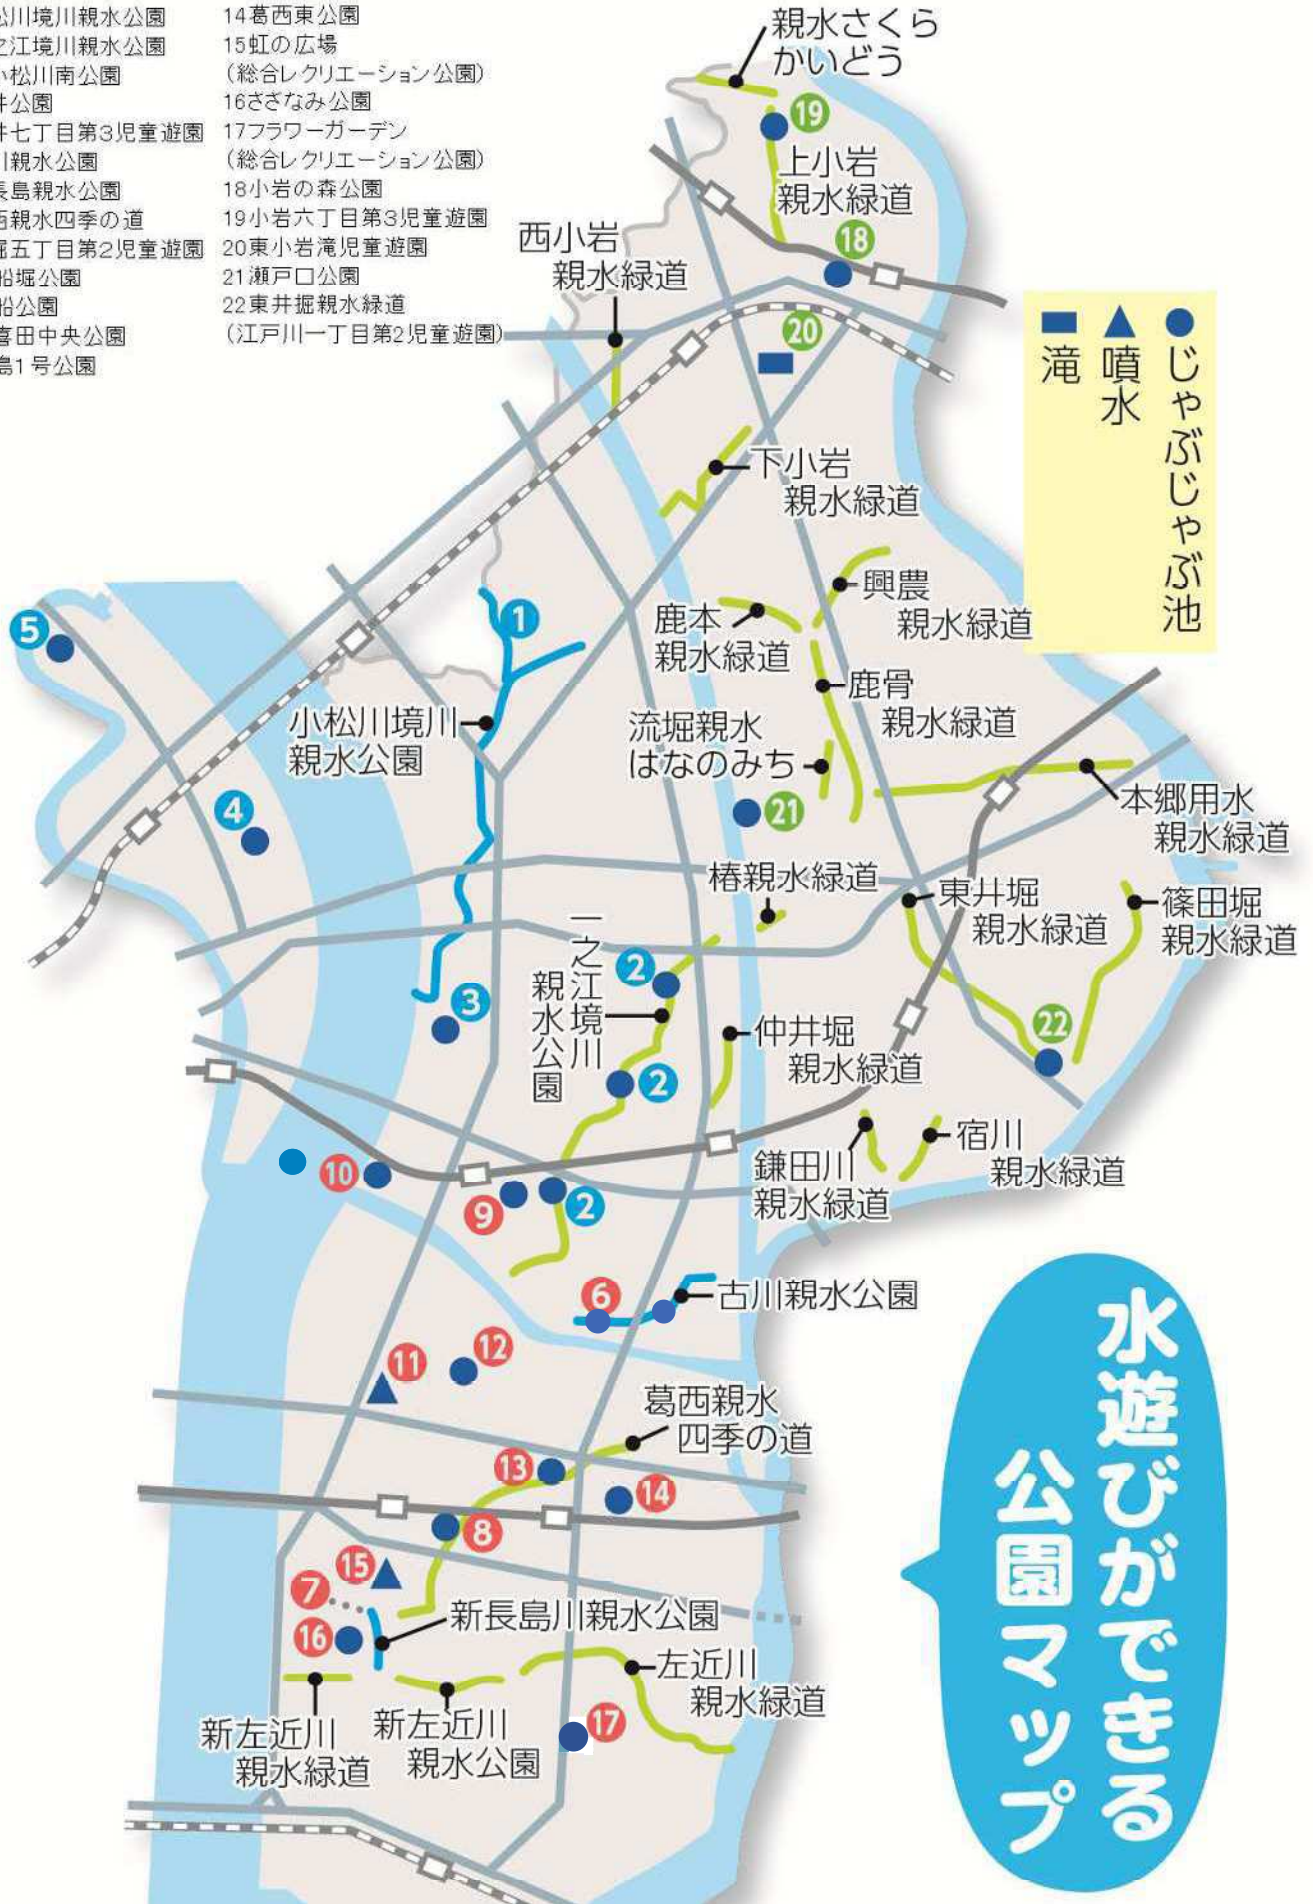 松川境川親水公園
之江境川親水公園
小松川南公園
井公園
井七丁目第3児童遊園
川親水公園
長島親水公園
西親水四季の道
堀五丁目第2児童遊園
船堀公園
船公園
喜田中央公園
島1号公園
14葛西東公園
15虹の広場
(総合レクリエーション公園)
16さざなみ公園
17フラワーガーデン
(総合レクリエーション公園)
18小岩の森公園
19小岩六丁目第3児童遊園
20東小岩滝児童遊園
21瀬戸口公園
22東井掘親水緑道
(江戸川一丁目第2児童遊園)
親水さくら
かいどう
19
上小岩
親水緑道
18
西小岩
親水緑道
20
じゃぶじゃぶ池
噴水
滝
下小岩
親水緑道
興農
親水緑道
鹿本
親水緑道
鹿骨
親水緑道
1
5
小松川境川
親水公園
流堀親水
はなのみち
4
21
本郷用水
親水緑道
椿親水緑道
東井堀
親水緑道
篠田堀
親水緑道
一之江境川
親水公園
2
3
仲井堀
親水緑道
22
2
宿川
親水緑道
鎌田川
親水緑道
10
9
2
6
古川親水公園
11
12
葛西親水
四季の道
13
14
8
15
7
16
新長島川親水公園
左近川
親水緑道
17
新左近川
親水緑道
新左近川
親水公園
水遊びができる
公園マップ